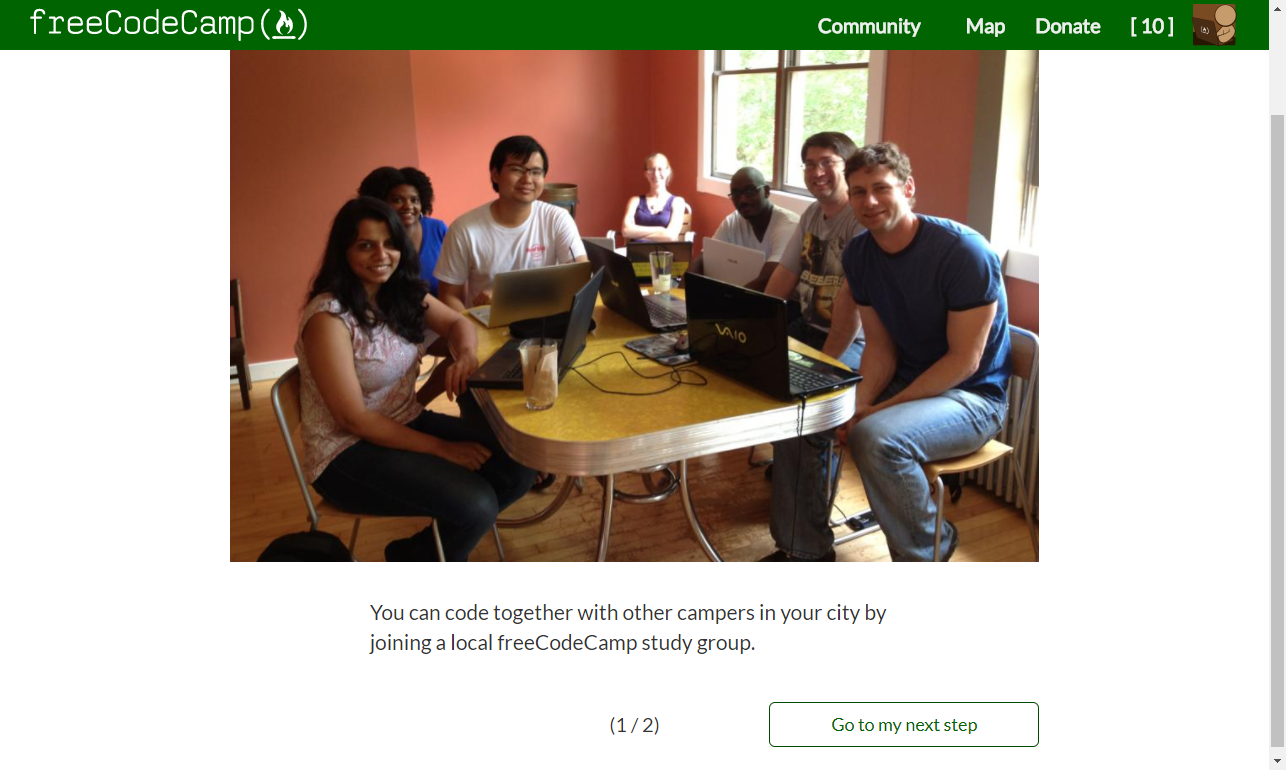 freeCodeCamp(
)
Community Map Donate [ 10 ]
VAIO
You can code together with other campers in your city by
joining a local freeCodeCamp study group.
(1 / 2)
Go to my next step